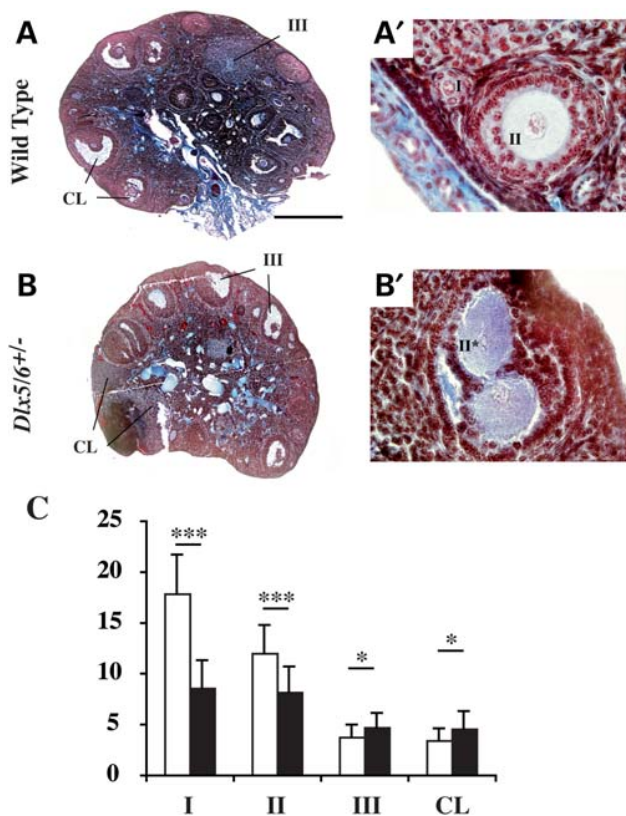 A
III
CL
Wild Type
A′
I
II
B
III
CL
Dlx5/6+/-
B′
II*
C
25
20
15
10
5
0
***
***
*
*
I II III CL